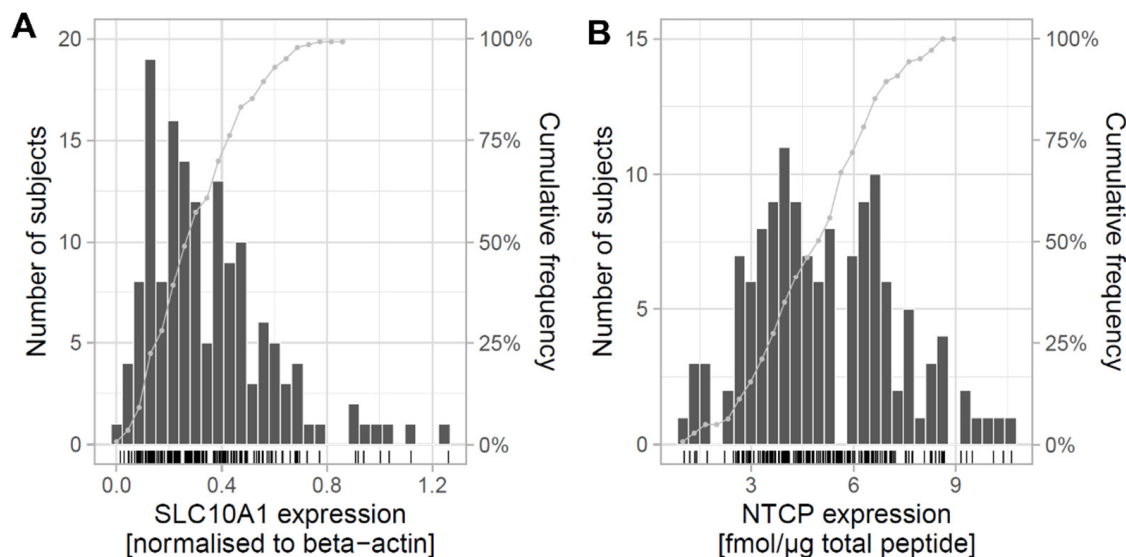 A
Number of subjects
20
15
10
5
0
100%
75%
50%
25%
0%
Cumulative frequency
0.0 0.4 0.8 1.2
SLC10A1 expression
[normalised to beta−actin]
B
Number of subjects
15
10
5
0
100%
75%
50%
25%
0%
Cumulative frequency
3 6 9
NTCP expression
[fmol/µg total peptide]